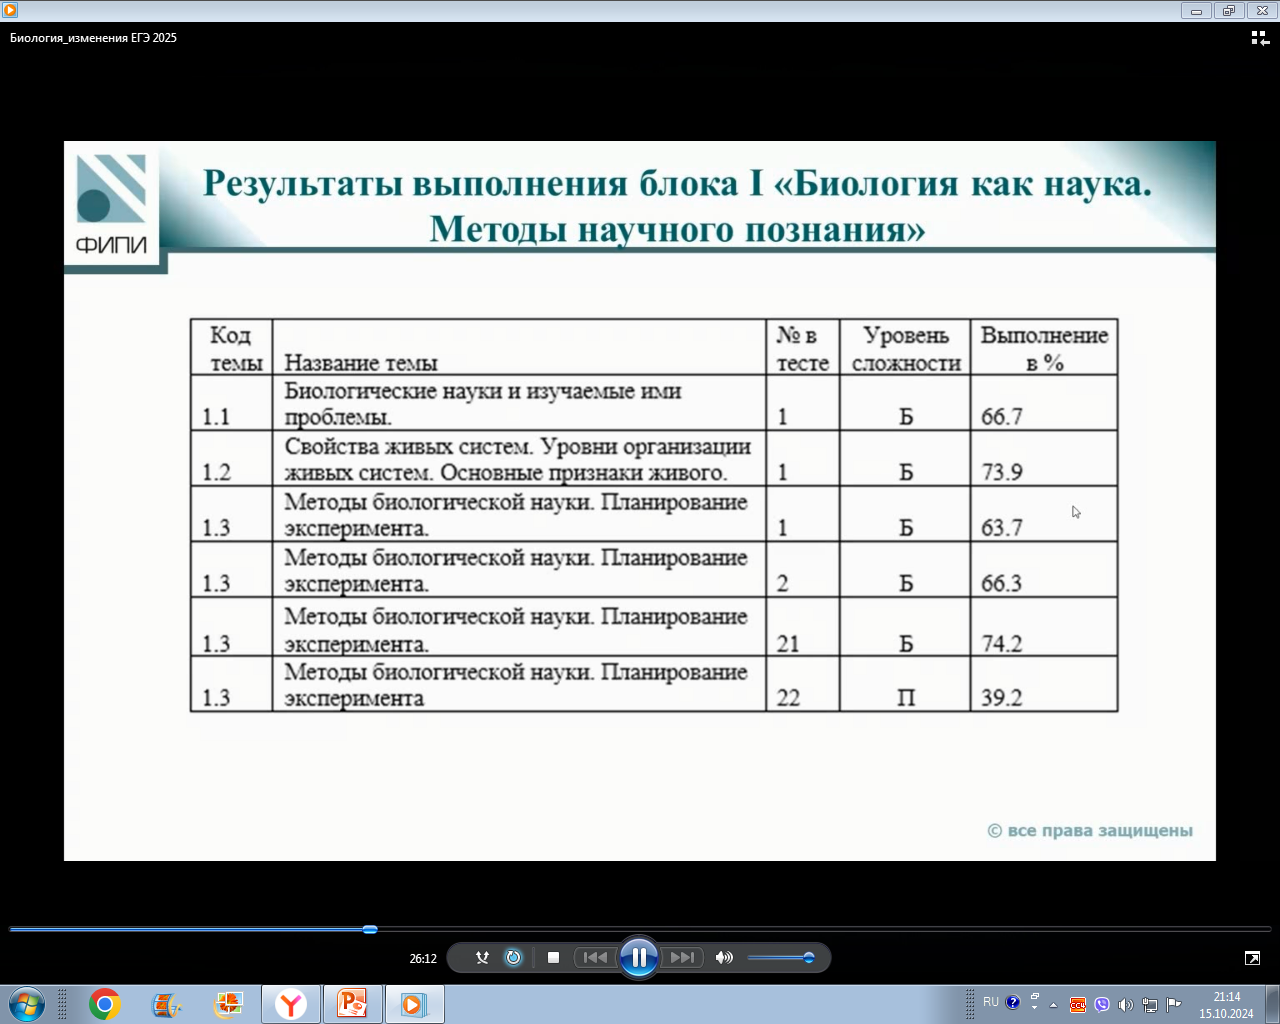 Биология_изменения ЕГЭ 2025
ФИПИ
Результаты выполнения блока I «Биология как наука.
Методы научного познания»
Код темы Название темы № в тесте Уровень сложности Выполнение в %
1.1 Биологические науки и изучаемые ими проблемы. 1 Б 66.7
1.2 Свойства живых систем. Уровни организации живых систем. Основные признаки живого. 1 Б 73.9
1.3 Методы биологической науки. Планирование эксперимента. 1 Б 63.7
1.3 Методы биологической науки. Планирование эксперимента. 2 Б 66.3
1.3 Методы биологической науки. Планирование эксперимента. 21 Б 74.2
1.3 Методы биологической науки. Планирование эксперимента 22 П 39.2
© все права защищены
26:12
RU
21:14
15.10.2024